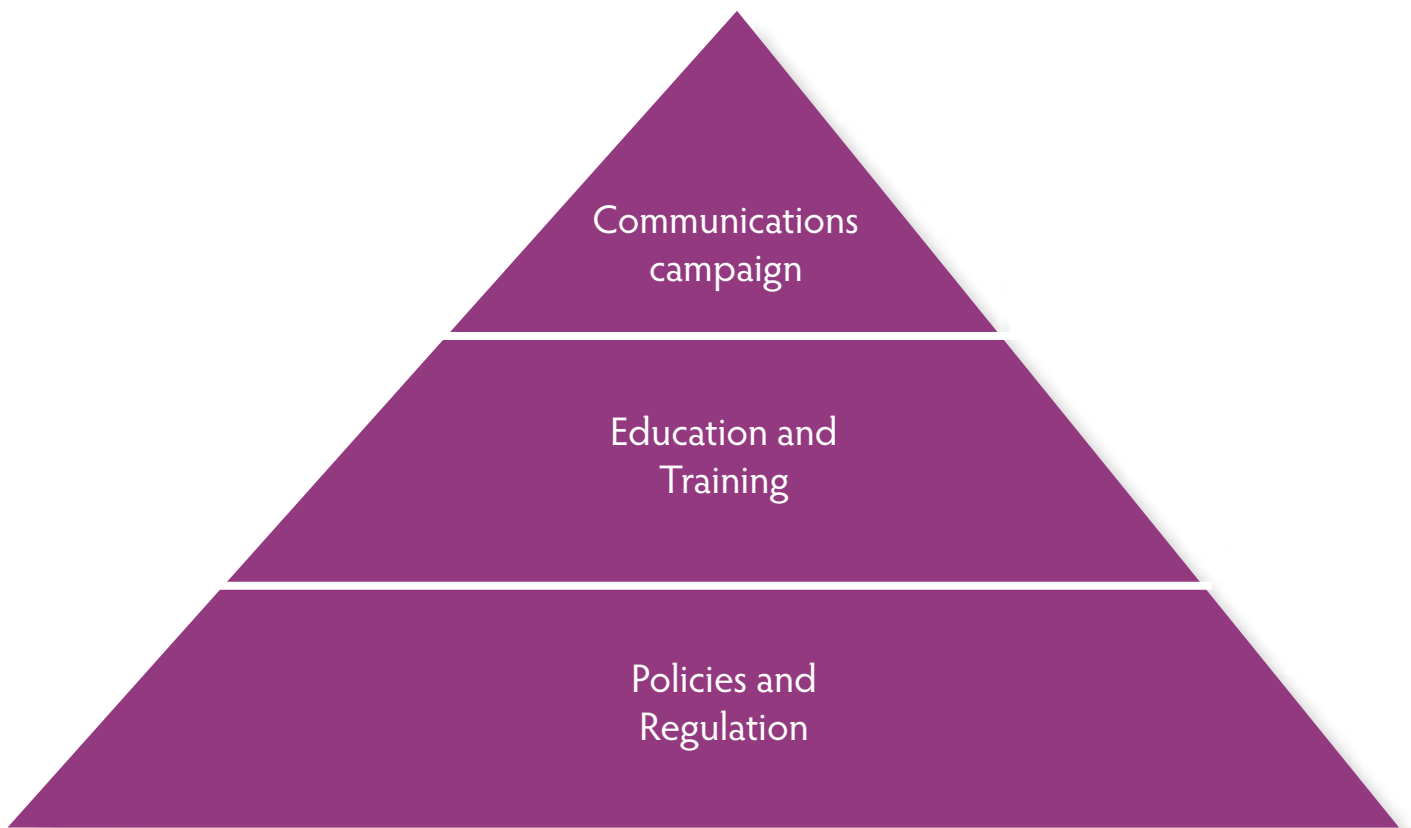 Communications
campaign
Education and
Training
Policies and
Regulation